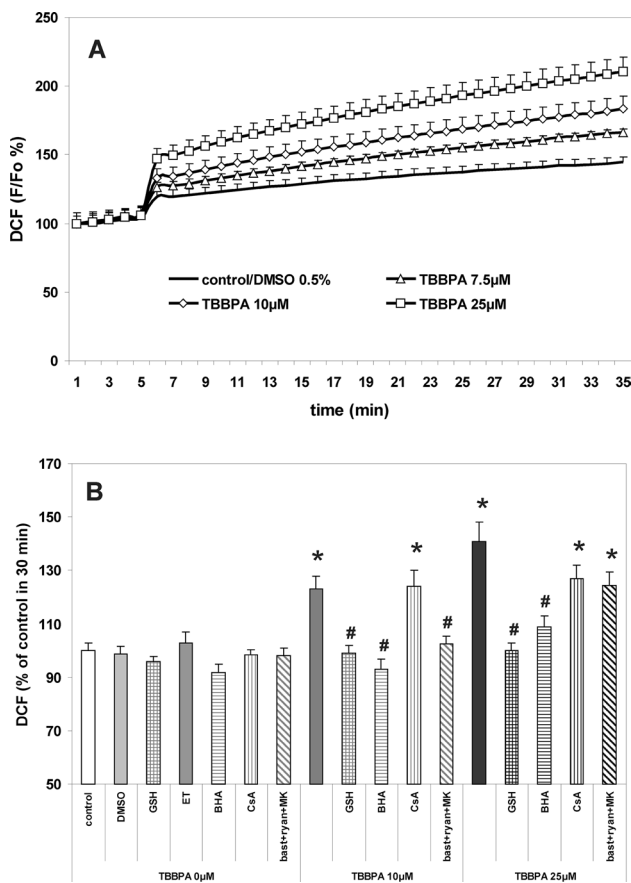 A
250
200
150
100
50
0
DCF (F/Fo %)
control/DMSO 0.5%
TBBPA 7.5µM
TBBPA 10µM
TBBPA 25µM
1 3 5 7 9 11 13 15 17 19 21 23 25 27 29 31 33 35
time (min)
B
170
150
130
110
90
70
50
DCF (% of control in 30 min)
* # # * # * # # * *
control DMSO GSH ET BHA CsA bast+ryan+MK GSH BHA CsA bast+ryan+MK GSH BHA CsA bast+ryan+MK
TBBPA 0µM TBBPA 10µM TBBPA 25µM